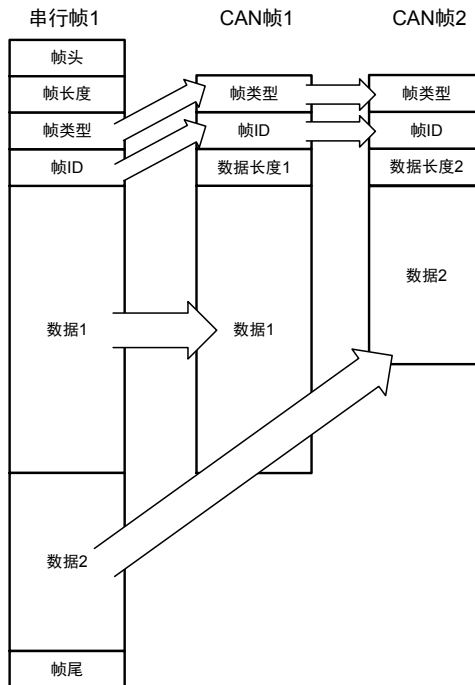 串行帧1
CAN帧1
CAN帧2
帧头
帧长度
帧类型
帧ID
数据1
数据2
帧尾
帧类型
帧ID
数据长度1
数据1
帧类型
帧ID
数据长度2
数据2